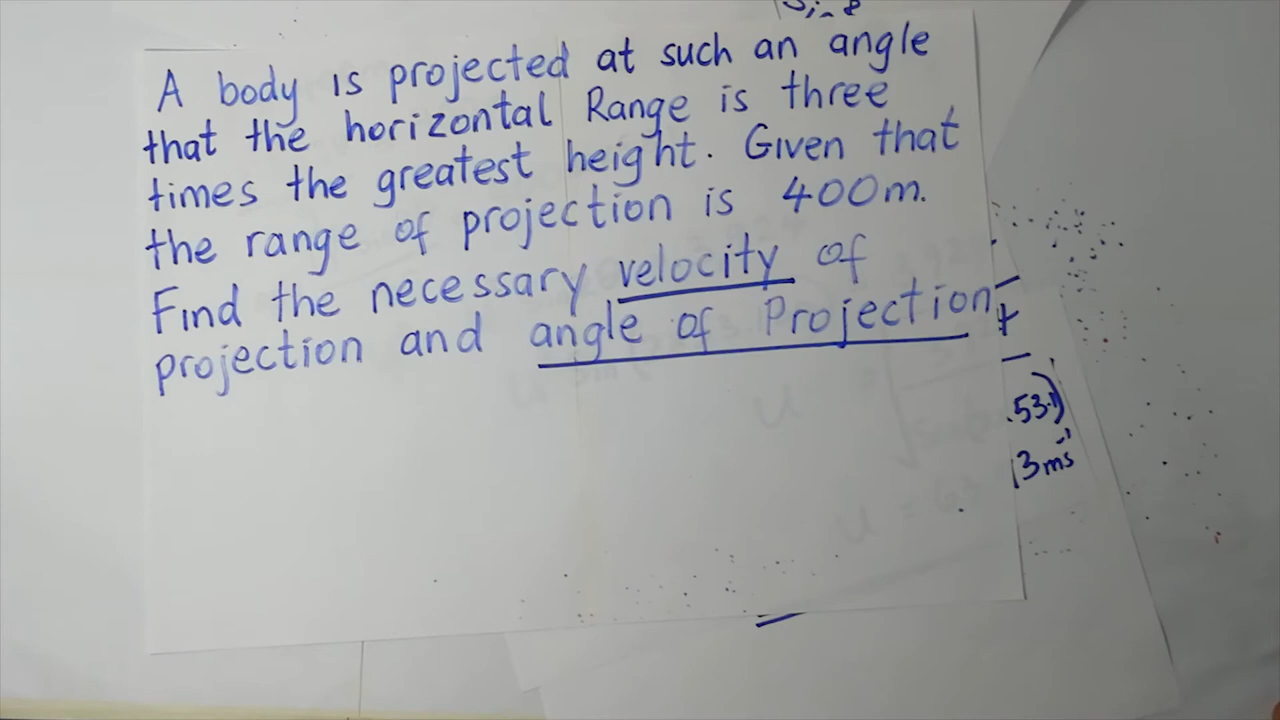 A body is projected at such an angle
that the horizontal Range is three
times the greatest height. Given that
the range of projection is 400m.
Find the necessary velocity of
projection and angle of Projection
.53.1)
3ms⁻¹